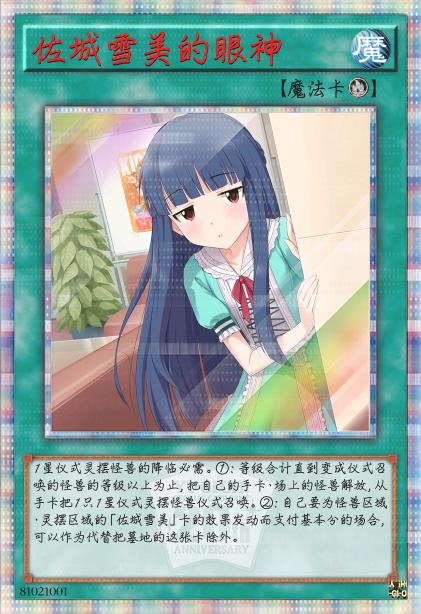 佐城雪美的眼神
魔
【魔法卡】
1星仪式灵摆怪兽的降临必需。①：等级合计直到变成仪式召
唤的怪兽的等级以上为止，把自己的手卡·场上的怪兽解放，从
手卡把1只1星仪式灵摆怪兽仪式召唤。②：自己要为怪兽区域
·灵摆区域的「佐城雪美」卡的效果发动而支付基本分的场合，
可以作为代替把墓地的这张卡除外。
ANNIVERSARY
81021001